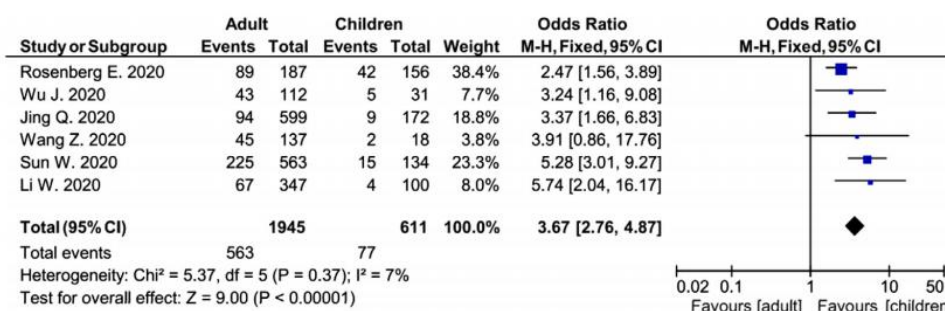 Adult Children Odds Ratio Odds Ratio
Study or Subgroup Events Total Events Total Weight M-H, Fixed, 95% CI M-H, Fixed, 95% CI
Rosenberg E. 2020 89 187 42 156 38.4% 2.47 [1.56, 3.89]
Wu J. 2020 43 112 5 31 7.7% 3.24 [1.16, 9.08]
Jing Q. 2020 94 599 9 172 18.8% 3.37 [1.66, 6.83]
Wang Z. 2020 45 137 2 18 3.8% 3.91 [0.86, 17.76]
Sun W. 2020 225 563 15 134 23.3% 5.28 [3.01, 9.27]
Li W. 2020 67 347 4 100 8.0% 5.74 [2.04, 16.17]
Total (95% CI) 1945 611 100.0% 3.67 [2.76, 4.87]
Total events 563 77
Heterogeneity: Chi² = 5.37, df = 5 (P = 0.37); I² = 7%
Test for overall effect: Z = 9.00 (P < 0.00001)
0.02 0.1 1 10 50
Favours [adult] Favours [children